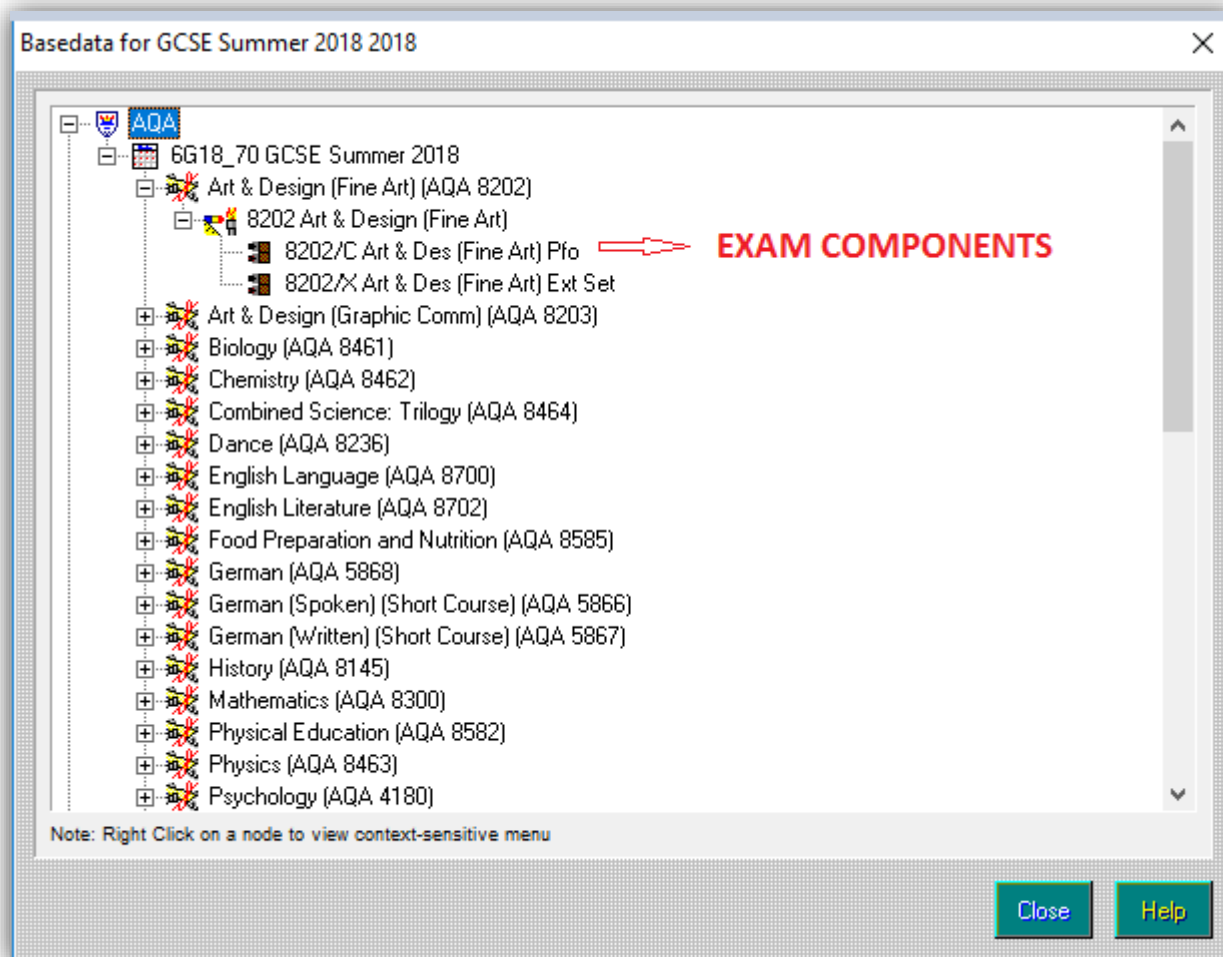 Basedata for GCSE Summer 2018 2018
AQA
6G18_70 GCSE Summer 2018
Art & Design (Fine Art) (AQA 8202)
8202 Art & Design (Fine Art)
8202/C Art & Des (Fine Art) Pfo EXAM COMPONENTS
8202/X Art & Des (Fine Art) Ext Set
Art & Design (Graphic Comm) (AQA 8203)
Biology (AQA 8461)
Chemistry (AQA 8462)
Combined Science: Trilogy (AQA 8464)
Dance (AQA 8236)
English Language (AQA 8700)
English Literature (AQA 8702)
Food Preparation and Nutrition (AQA 8585)
German (AQA 5868)
German (Spoken) (Short Course) (AQA 5866)
German (Written) (Short Course) (AQA 5867)
History (AQA 8145)
Mathematics (AQA 8300)
Physical Education (AQA 8582)
Physics (AQA 8463)
Psychology (AQA 4180)
Note: Right Click on a node to view context-sensitive menu
Close Help